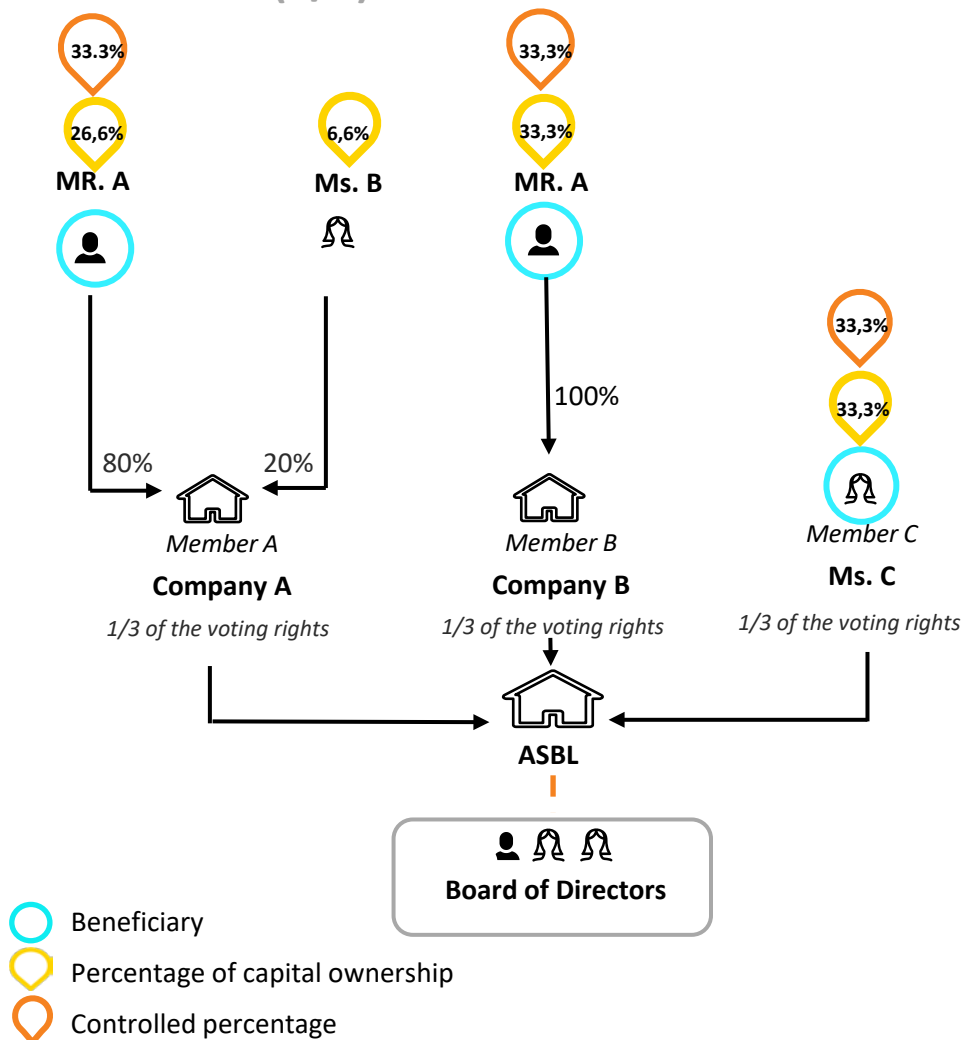 33.3%
33,3%
26,6%
6,6%
33,3%
MR. A
Ms. B
MR. A
33,3%
100%
33,3%
80%
20%
Member A
Member B
Member C
Company A
Company B
Ms. C
1/3 of the voting rights
1/3 of the voting rights
1/3 of the voting rights
ASBL
Board of Directors
Beneficiary
Percentage of capital ownership
Controlled percentage